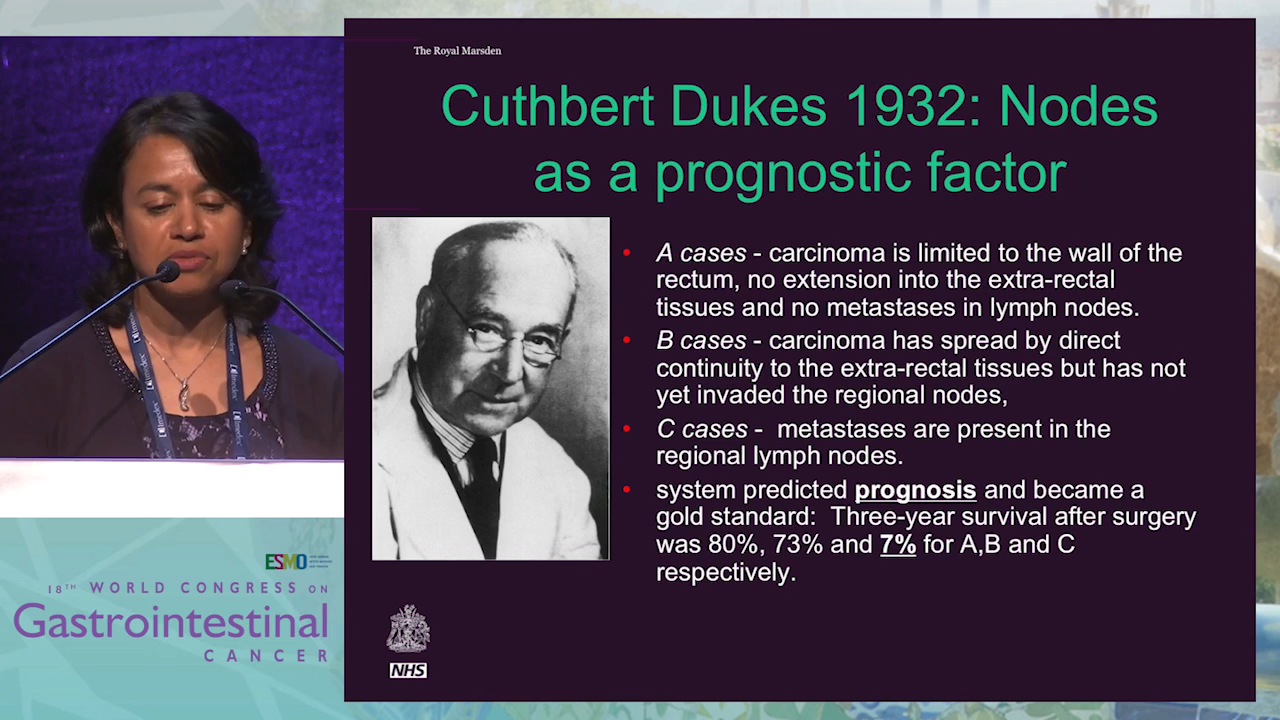 The Royal Marsden
Cuthbert Dukes 1932: Nodes
as a prognostic factor
• A cases - carcinoma is limited to the wall of the
rectum, no extension into the extra-rectal
tissues and no metastases in lymph nodes.
• B cases - carcinoma has spread by direct
continuity to the extra-rectal tissues but has not
yet invaded the regional nodes,
• C cases - metastases are present in the
regional lymph nodes.
• system predicted prognosis and became a
gold standard: Three-year survival after surgery
was 80%, 73% and 7% for A,B and C
respectively.
NHS
Imedex
Imedex
Imedex
ESMO
18TH WORLD CONGRESS ON
Gastrointestinal
CANCER